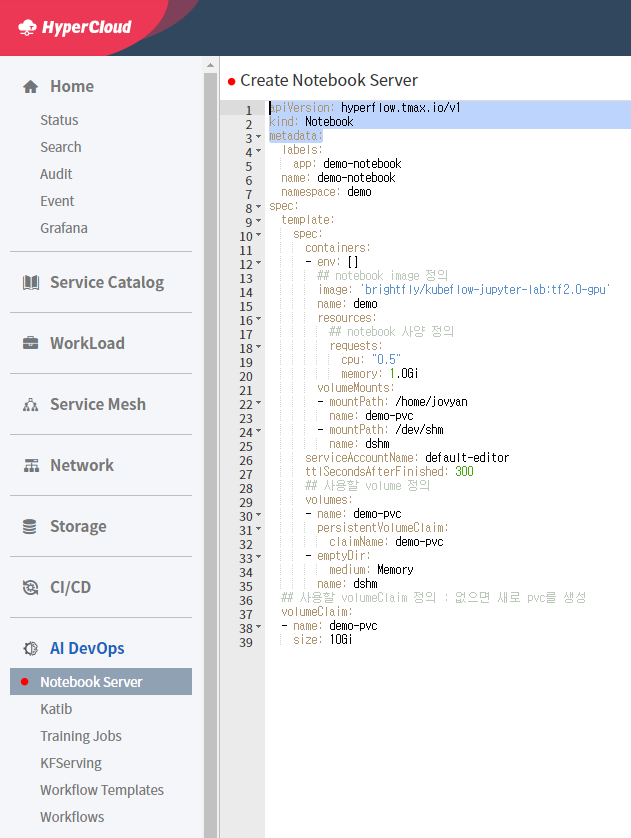 HyperCloud
Home
Status
Search
Audit
Event
Grafana
Service Catalog
WorkLoad
Service Mesh
Network
Storage
CI/CD
AI DevOps
Notebook Server
Katib
Training Jobs
KFServing
Workflow Templates
Workflows
Create Notebook Server
1 apiVersion: hyperflow.tmax.io/v1
2 kind: Notebook
3 metadata:
4   labels:
5     app: demo-notebook
6   name: demo-notebook
7   namespace: demo
8 spec:
9   template:
10     spec:
11       containers:
12       - env: []
13         ## notebook image 정의
14         image: 'brightfly/kubeflow-jupyter-lab:tf2.0-gpu'
15         name: demo
16         resources:
17           ## notebook 사양 정의
18           requests:
19             cpu: "0.5"
20             memory: 1.0Gi
21         volumeMounts:
22         - mountPath: /home/jovyan
23           name: demo-pvc
24         - mountPath: /dev/shm
25           name: dshm
26       serviceAccountName: default-editor
27       ttlSecondsAfterFinished: 300
28       ## 사용할 volume 정의
29       volumes:
30       - name: demo-pvc
31         persistentVolumeClaim:
32           claimName: demo-pvc
33       - emptyDir:
34           medium: Memory
35         name: dshm
36   ## 사용할 volumeClaim 정의 : 없으면 새로 pvc를 생성
37   volumeClaim:
38   - name: demo-pvc
39     size: 10Gi